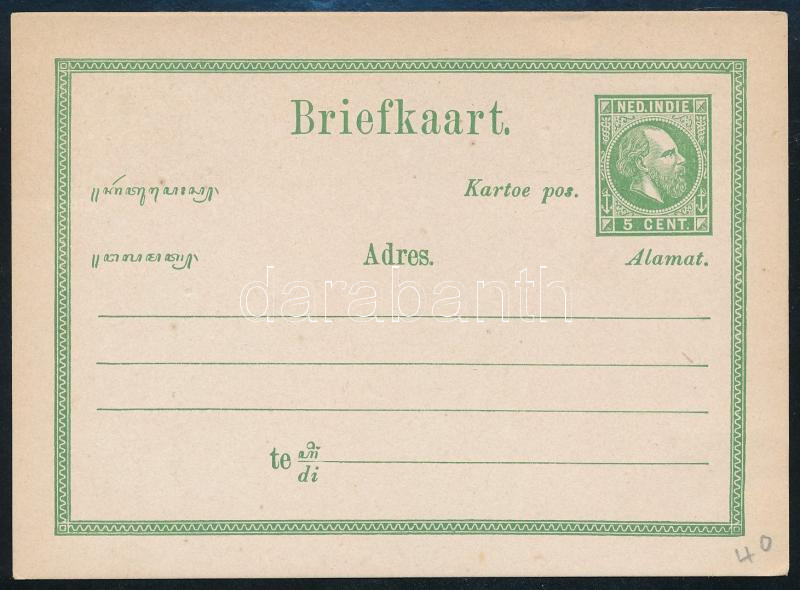 Briefkaart.
NED. INDIE
Kartoe pos.
5 CENT.
Adres.
Alamat.
darabanth
te
di
40